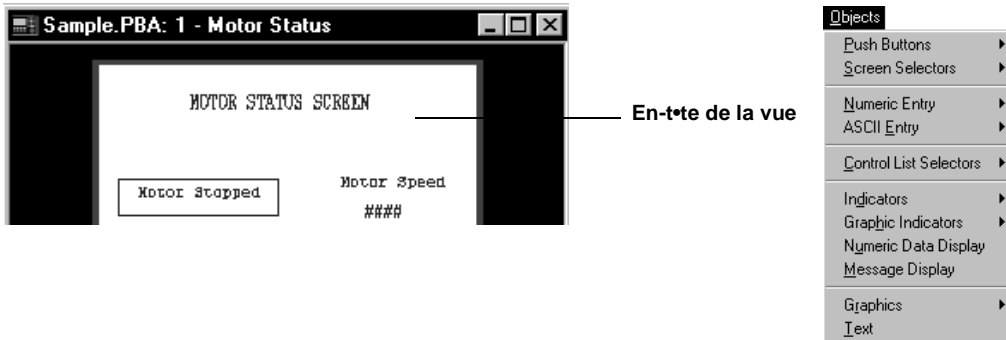 Sample.PBA: 1 - Motor Status
MOTOR STATUS SCREEN
Motor Stopped
Motor Speed
####
En-t•te de la vue
Objects
Push Buttons
Screen Selectors
Numeric Entry
ASCII Entry
Control List Selectors
Indicators
Graphic Indicators
Numeric Data Display
Message Display
Graphics
Text